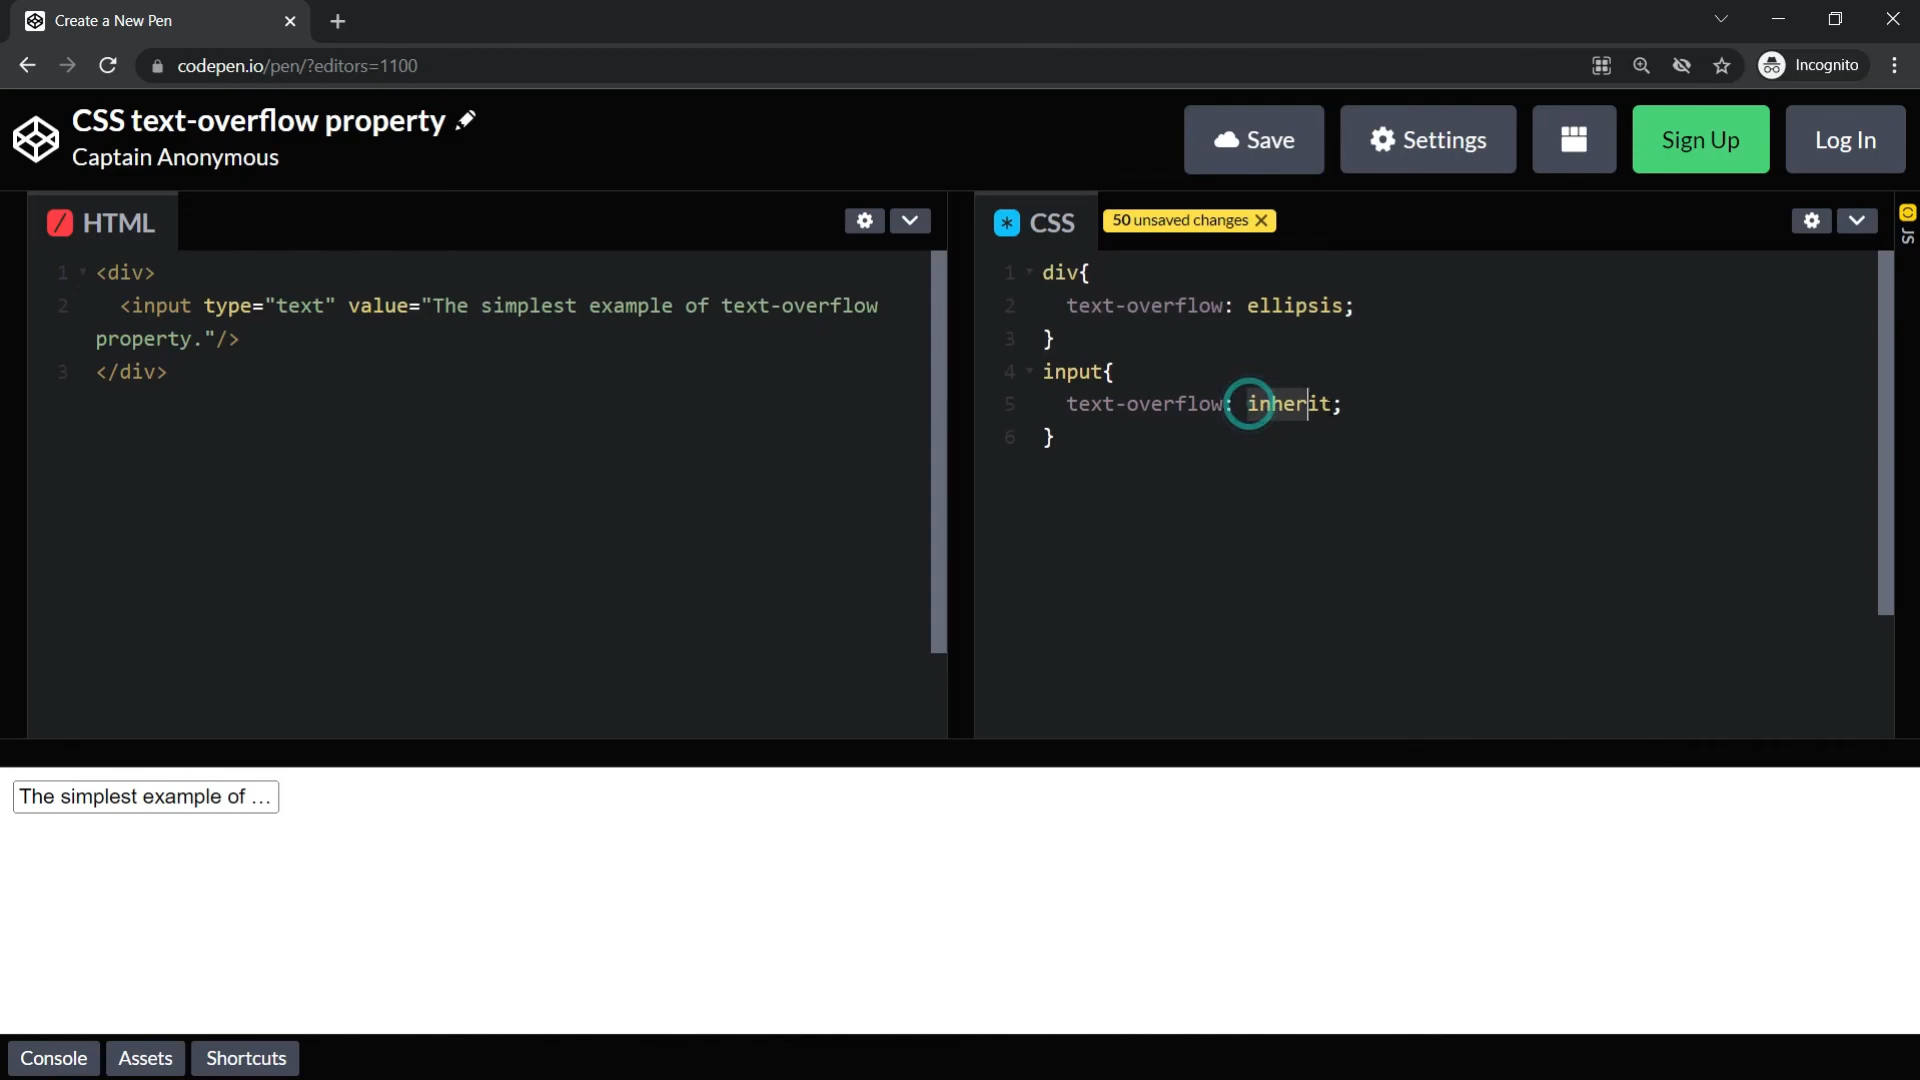 Create a New Pen
codepen.io/pen/?editors=1100
Incognito
CSS text-overflow property
Captain Anonymous
Save
Settings
Sign Up
Log In
HTML
1 <div>
2 <input type="text" value="The simplest example of text-overflow
property."/>
3 </div>
CSS
50 unsaved changes
1 div{
2 text-overflow: ellipsis;
3 }
4 input{
5 text-overflow: inherit;
6 }
JS
The simplest example of …
Console
Assets
Shortcuts